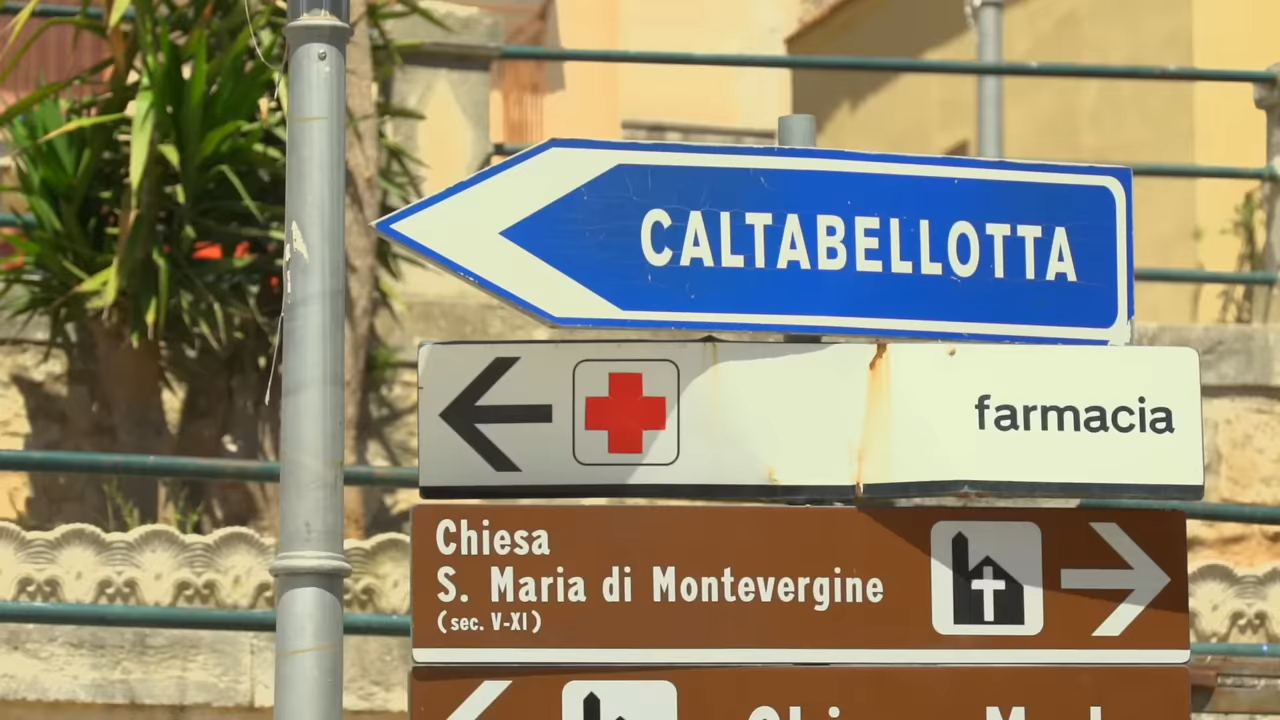 CALTABELLOTTA
farmacia
Chiesa
S. Maria di Montevergine
(sec. V-XI)